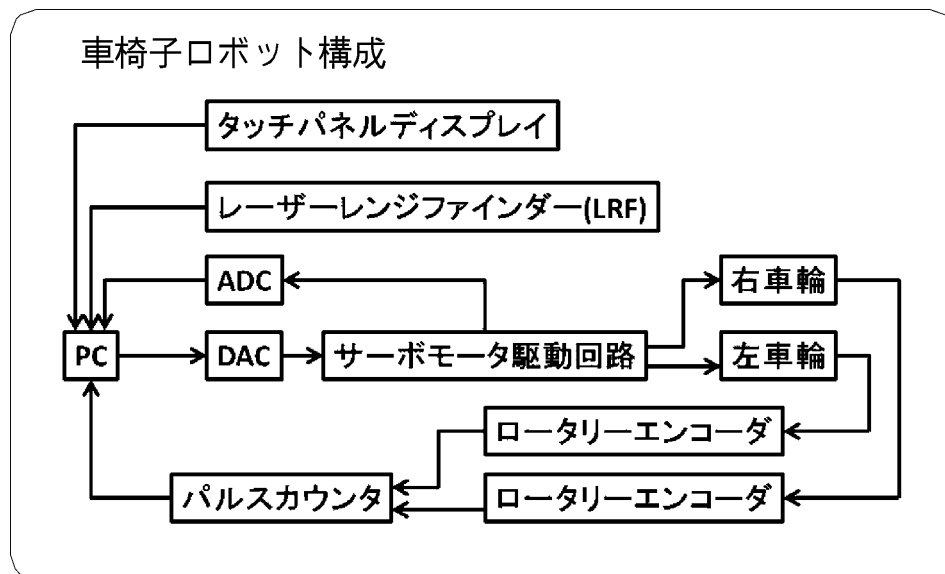 車椅子ロボット構成
タッチパネルディスプレイ
レーザーレンジファインダー(LRF)
ADC
右車輪
PC
DAC
サーボモータ駆動回路
左車輪
ロータリーエンコーダ
パルスカウンタ
ロータリーエンコーダ